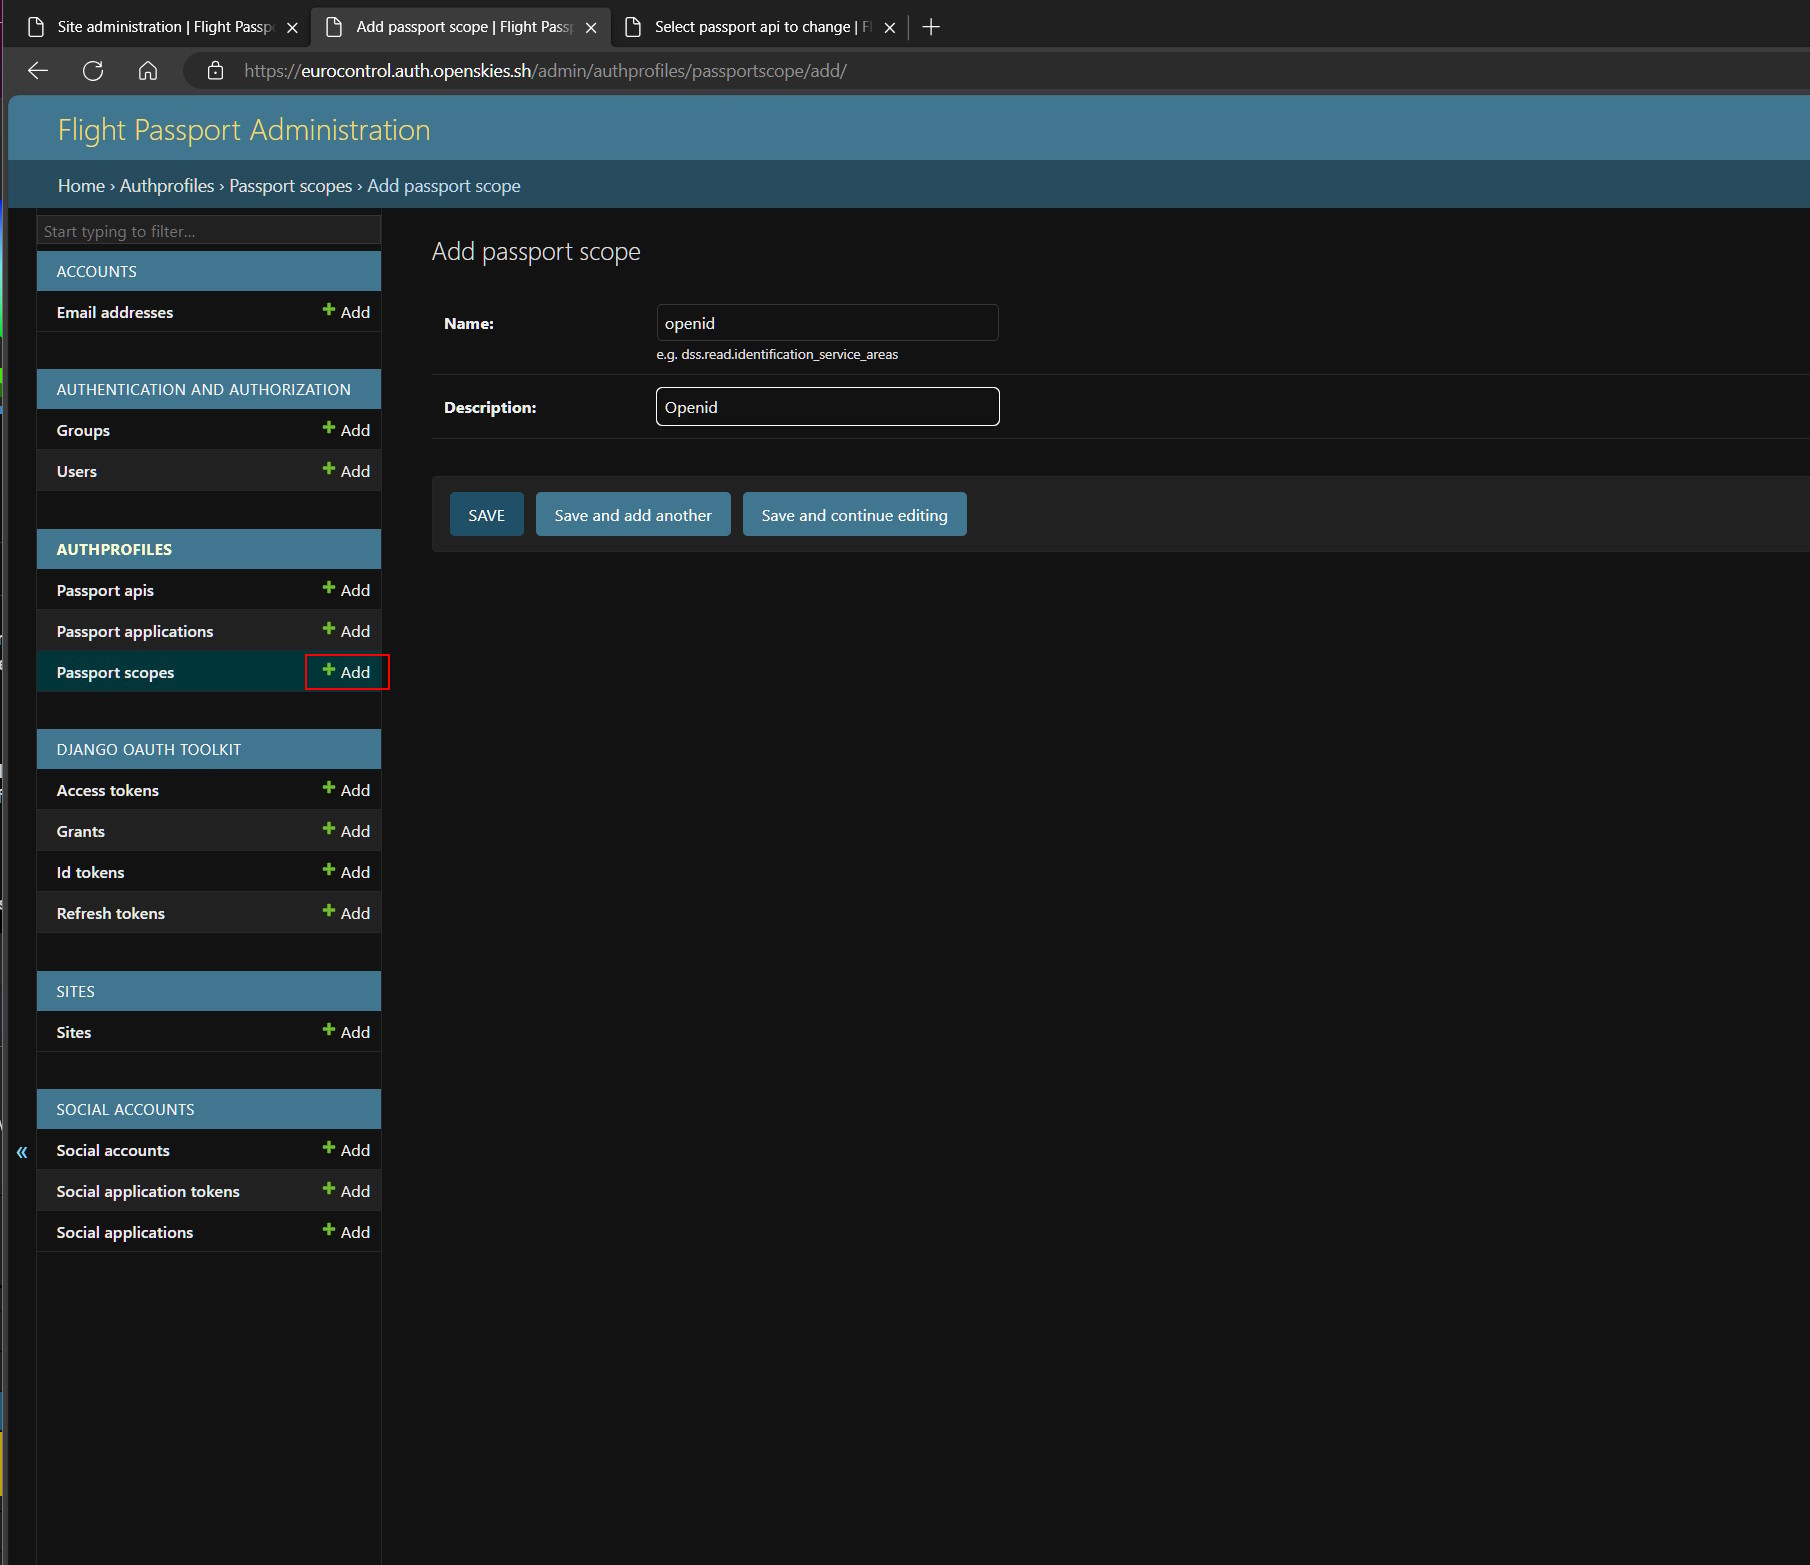 Site administration | Flight Passp
Add passport scope | Flight Pass
Select passport api to change | Fl
https://eurocontrol.auth.openskies.sh/admin/authprofiles/passportscope/add/
Flight Passport Administration
Home › Authprofiles › Passport scopes › Add passport scope
Start typing to filter...
ACCOUNTS
Email addresses Add
AUTHENTICATION AND AUTHORIZATION
Groups Add
Users Add
AUTHPROFILES
Passport apis Add
Passport applications Add
Passport scopes Add
DJANGO OAUTH TOOLKIT
Access tokens Add
Grants Add
Id tokens Add
Refresh tokens Add
SITES
Sites Add
SOCIAL ACCOUNTS
Social accounts Add
Social application tokens Add
Social applications Add
«
Add passport scope
Name: openid
e.g. dss.read.identification_service_areas
Description: Openid
SAVE Save and add another Save and continue editing